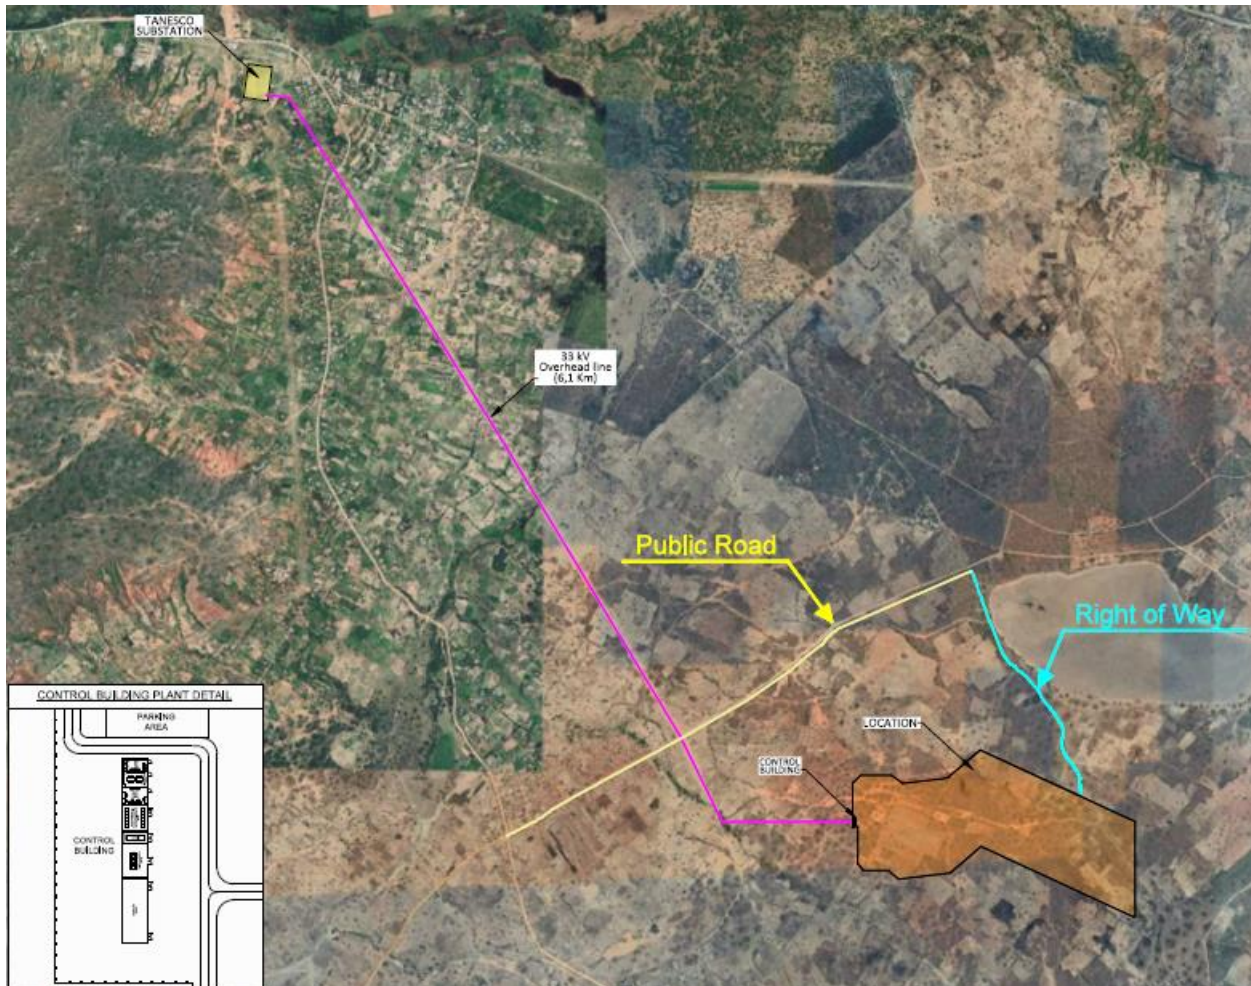 TANESCO
SUBSTATION
33 kV
Overhead line
(6,1 Km)
Public Road
Right of Way
LOCATION
CONTROL
BUILDING
CONTROL BUILDING PLANT DETAIL
PARKING
AREA
CONTROL
BUILDING